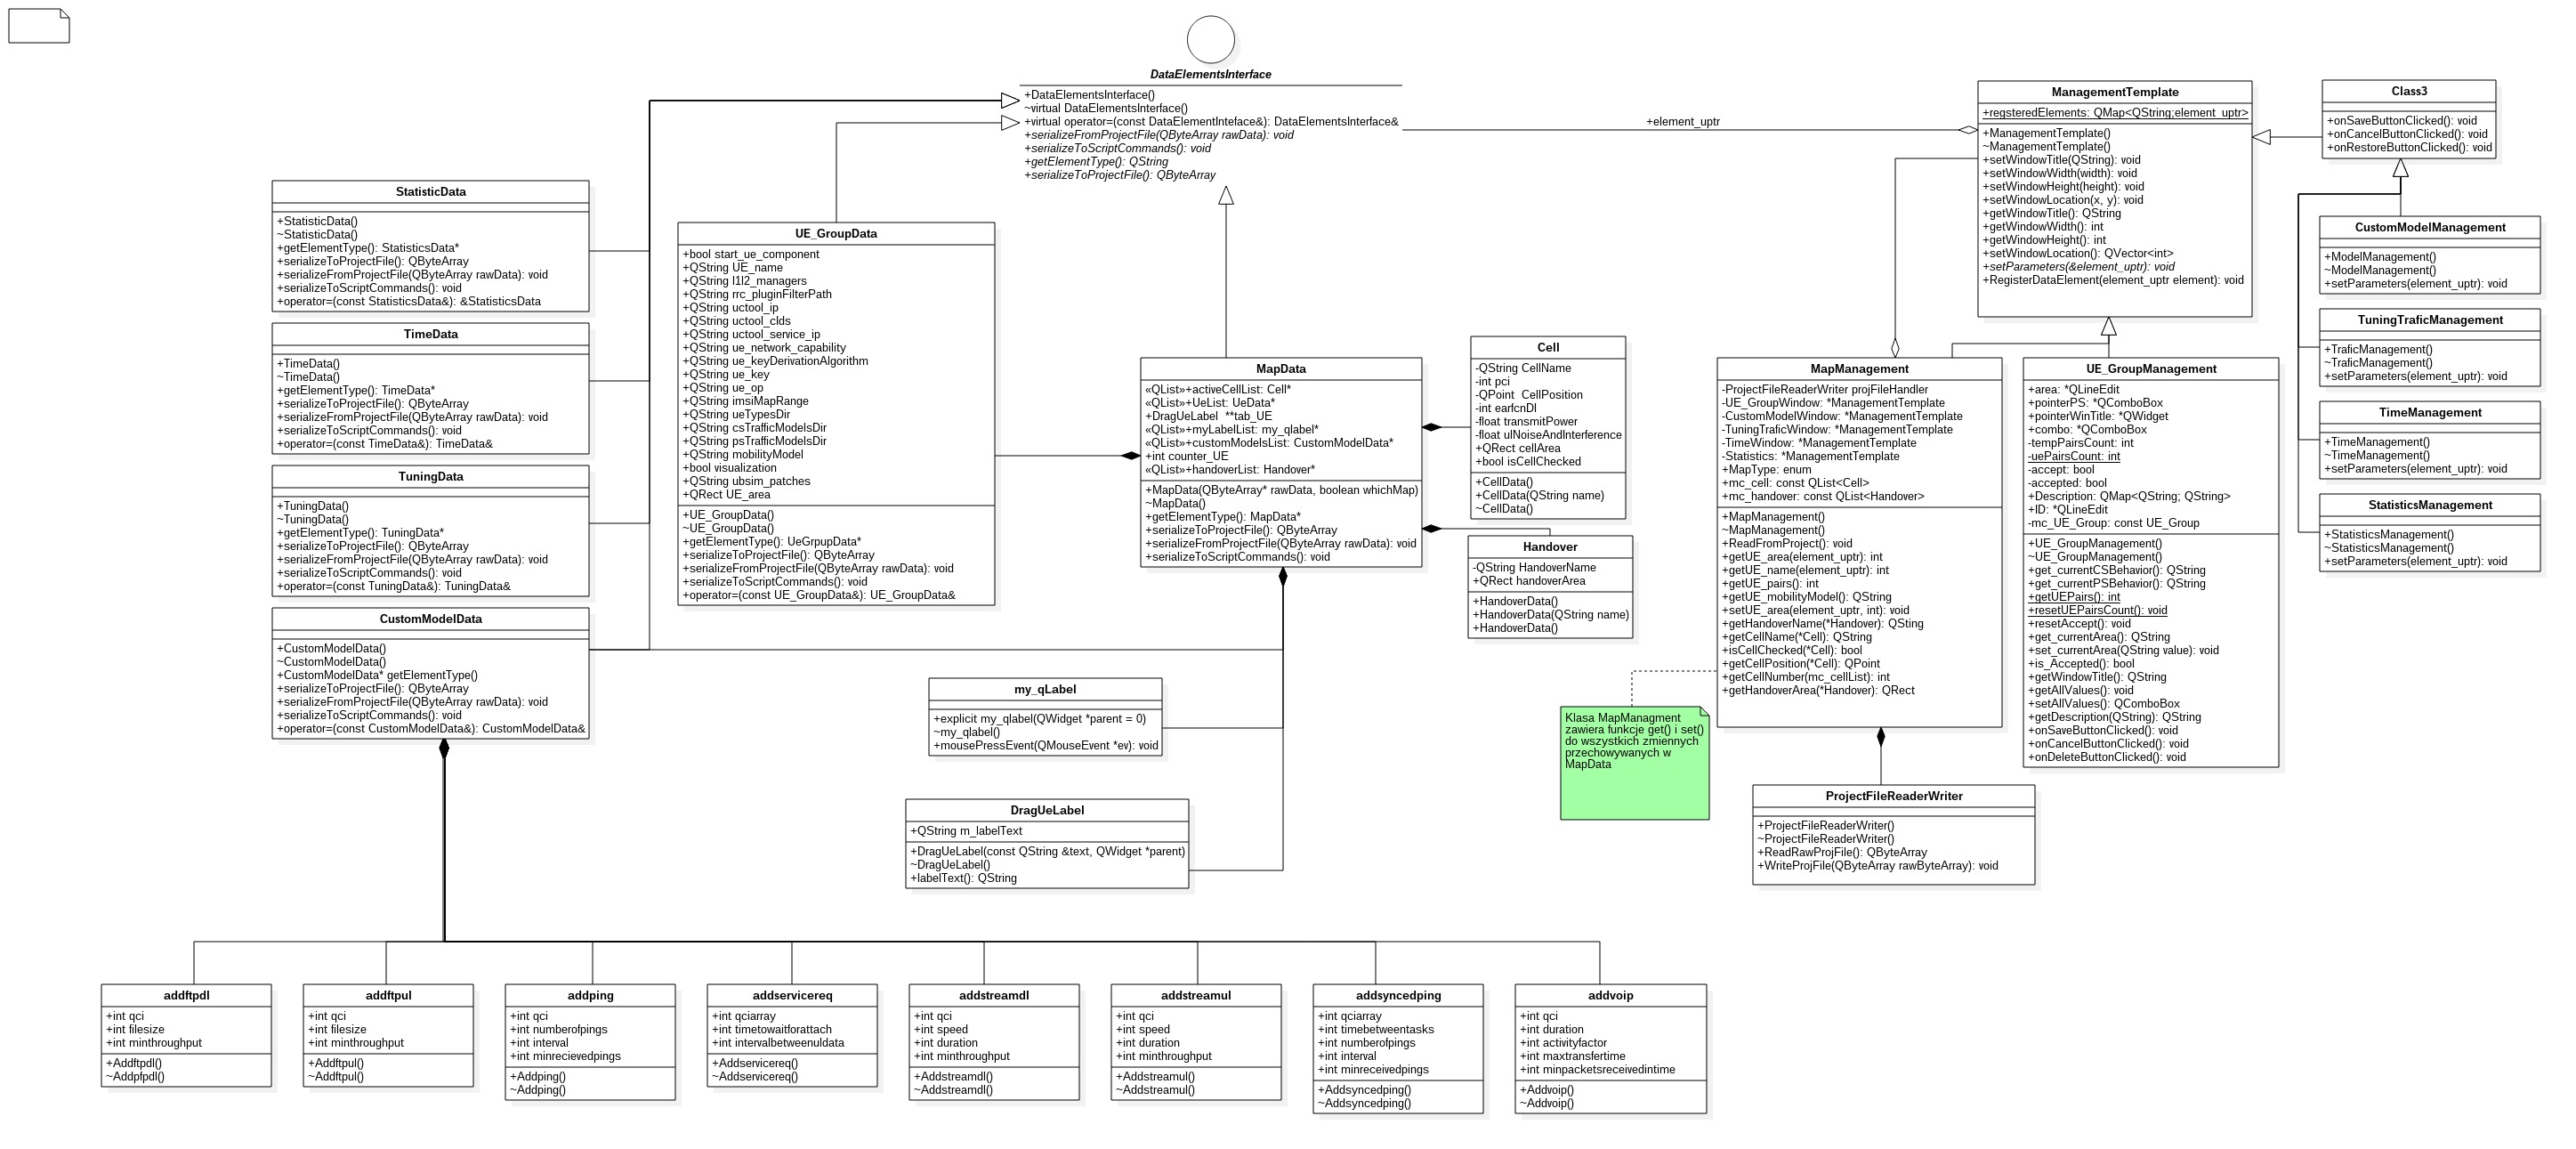 DataElementsInterface
+DataElementsInterface()
~virtual DataElementsInterface()
+virtual operator=(const DataElementInteface&): DataElementsInterface&
+serializeFromProjectFile(QByteArray rawData): void
+serializeToScriptCommands(): void
+getElementType(): QString
+serializeToProjectFile(): QByteArray
+element_uptr
ManagementTemplate
+regsteredElements: QMap<QString;element_uptr>
+ManagementTemplate()
~ManagementTemplate()
+setWindowTitle(QString): void
+setWindowWidth(width): void
+setWindowHeight(height): void
+setWindowLocation(x, y): void
+getWindowTitle(): QString
+getWindowWidth(): int
+getWindowHeight(): int
+setWindowLocation(): QVector<int>
+setParameters(&element_uptr): void
+RegisterDataElement(element_uptr element): void
Class3
+onSaveButtonClicked(): void
+onCancelButtonClicked(): void
+onRestoreButtonClicked(): void
StatisticData
+StatisticData()
~StatisticData()
+getElementType(): StatisticsData*
+serializeToProjectFile(): QByteArray
+serializeFromProjectFile(QByteArray rawData): void
+serializeToScriptCommands(): void
+operator=(const StatisticsData&): &StatisticsData
TimeData
+TimeData()
~TimeData()
+getElementType(): TimeData*
+serializeToProjectFile(): QByteArray
+serializeFromProjectFile(QByteArray rawData): void
+serializeToScriptCommands(): void
+operator=(const TimeData&): TimeData&
TuningData
+TuningData()
~TuningData()
+getElementType(): TuningData*
+serializeToProjectFile(): QByteArray
+serializeFromProjectFile(QByteArray rawData): void
+serializeToScriptCommands(): void
+operator=(const TuningData&): TuningData&
CustomModelData
+CustomModelData()
~CustomModelData()
+CustomModelData* getElementType()
+serializeToProjectFile(): QByteArray
+serializeFromProjectFile(QByteArray rawData): void
+serializeToScriptCommands(): void
+operator=(const CustomModelData&): CustomModelData&
UE_GroupData
+bool start_ue_component
+QString UE_name
+QString l1l2_managers
+QString rrc_pluginFilterPath
+QString uctool_ip
+QString uctool_clds
+QString uctool_service_ip
+QString ue_network_capability
+QString ue_keyDerivationAlgorithm
+QString ue_key
+QString ue_op
+QString imsiMapRange
+QString ueTypesDir
+QString csTrafficModelsDir
+QString psTrafficModelsDir
+QString mobilityModel
+bool visualization
+QString ubsim_patches
+QRect UE_area
+UE_GroupData()
~UE_GroupData()
+getElementType(): UeGrpupData*
+serializeToProjectFile(): QByteArray
+serializeFromProjectFile(QByteArray rawData): void
+serializeToScriptCommands(): void
+operator=(const UE_GroupData&): UE_GroupData&
MapData
«QList»+activeCellList: Cell*
«QList»+UeList: UeData*
+DragUeLabel  **tab_UE
«QList»+myLabelList: my_qlabel*
«QList»+customModelsList: CustomModelData*
+int counter_UE
«QList»+handoverList: Handover*
+MapData(QByteArray* rawData, boolean whichMap)
~MapData()
+getElementType(): MapData*
+serializeToProjectFile(): QByteArray
+serializeFromProjectFile(QByteArray rawData): void
+serializeToScriptCommands(): void
Cell
-QString CellName
-int pci
-QPoint  CellPosition
-int earfcnDl
-float transmitPower
-float ulNoiseAndInterference
+QRect cellArea
+bool isCellChecked
+CellData()
+CellData(QString name)
~CellData()
Handover
-QString HandoverName
+QRect handoverArea
+HandoverData()
+HandoverData(QString name)
+HandoverData()
MapManagement
-ProjectFileReaderWriter projFileHandler
-UE_GroupWindow: *ManagementTemplate
-CustomModelWindow: *ManagementTemplate
-TuningTraficWindow: *ManagementTemplate
-TimeWindow: *ManagementTemplate
-Statistics: *ManagementTemplate
+MapType: enum
+mc_cell: const QList<Cell>
+mc_handover: const QList<Handover>
+MapManagement()
~MapManagement()
+ReadFromProject(): void
+getUE_area(element_uptr): int
+getUE_name(element_uptr): int
+getUE_pairs(): int
+getUE_mobilityModel(): QString
+setUE_area(element_uptr, int): void
+getHandoverName(*Handover): QSting
+getCellName(*Cell): QString
+isCellChecked(*Cell): bool
+getCellPosition(*Cell): QPoint
+getCellNumber(mc_cellList): int
+getHandoverArea(*Handover): QRect
UE_GroupManagement
+area: *QLineEdit
+pointerPS: *QComboBox
+pointerWinTitle: *QWidget
+combo: *QComboBox
-tempPairsCount: int
-uePairsCount: int
-accept: bool
-accepted: bool
+Description: QMap<QString; QString>
+ID: *QLineEdit
-mc_UE_Group: const UE_Group
+UE_GroupManagement()
~UE_GroupManagement()
+get_currentCSBehavior(): QString
+get_currentPSBehavior(): QString
+getUEPairs(): int
+resetUEPairsCount(): void
+resetAccept(): void
+get_currentArea(): QString
+set_currentArea(QString value): void
+is_Accepted(): bool
+getWindowTitle(): QString
+getAllValues(): void
+setAllValues(): QComboBox
+getDescription(QString): QString
+onSaveButtonClicked(): void
+onCancelButtonClicked(): void
+onDeleteButtonClicked(): void
CustomModelManagement
+ModelManagement()
~ModelManagement()
+setParameters(element_uptr): void
TuningTraficManagement
+TraficManagement()
~TraficManagement()
+setParameters(element_uptr): void
TimeManagement
+TimeManagement()
~TimeManagement()
+setParameters(element_uptr): void
StatisticsManagement
+StatisticsManagement()
~StatisticsManagement()
+setParameters(element_uptr): void
my_qLabel
+explicit my_qlabel(QWidget *parent = 0)
~my_qlabel()
+mousePressEvent(QMouseEvent *ev): void
DragUeLabel
+QString m_labelText
+DragUeLabel(const QString &text, QWidget *parent)
~DragUeLabel()
+labelText(): QString
Klasa MapManagment
zawiera funkcje get() i set()
do wszystkich zmiennych
przechowywanych w
MapData
ProjectFileReaderWriter
+ProjectFileReaderWriter()
~ProjectFileReaderWriter()
+ReadRawProjFile(): QByteArray
+WriteProjFile(QByteArray rawByteArray): void
addftpdl
+int qci
+int filesize
+int minthroughput
+Addftpdl()
~Addpfpdl()
addftpul
+int qci
+int filesize
+int minthroughput
+Addftpul()
~Addftpul()
addping
+int qci
+int numberofpings
+int interval
+int minrecievedpings
+Addping()
~Addping()
addservicereq
+int qciarray
+int timetowaitforattach
+int intervalbetweenuldata
+Addservicereq()
~Addservicereq()
addstreamdl
+int qci
+int speed
+int duration
+int minthroughput
+Addstreamdl()
~Addstreamdl()
addstreamul
+int qci
+int speed
+int duration
+int minthroughput
+Addstreamul()
~Addstreamul()
addsyncedping
+int qciarray
+int timebetweentasks
+int numberofpings
+int interval
+int minreceivedpings
+Addsyncedping()
~Addsyncedping()
addvoip
+int qci
+int duration
+int activityfactor
+int maxtransfertime
+int minpacketsreceivedintime
+Addvoip()
~Addvoip()